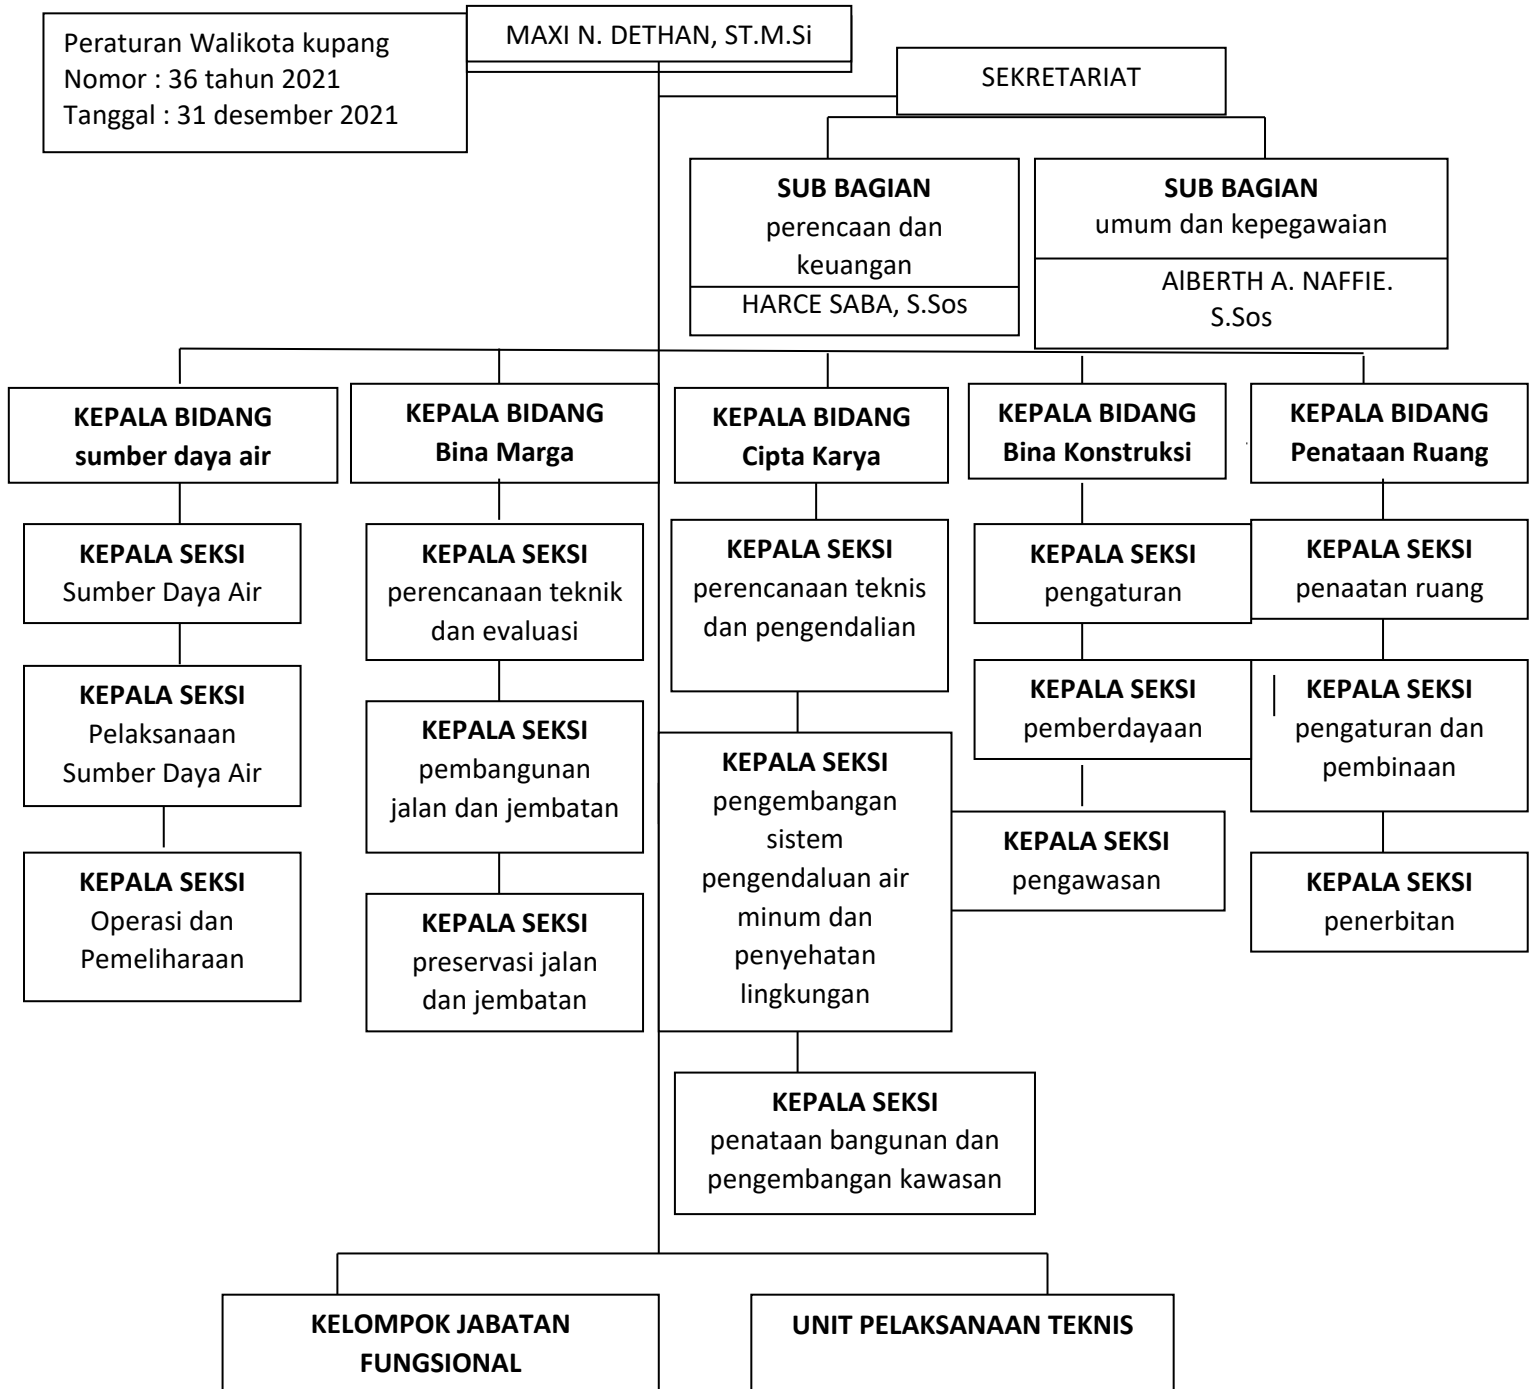 Peraturan Walikota kupang
Nomor : 36 tahun 2021
Tanggal : 31 desember 2021
MAXI N. DETHAN, ST.M.Si
SEKRETARIAT
SUB BAGIAN
perencaan dan
keuangan
HARCE SABA, S.Sos
SUB BAGIAN
umum dan kepegawaian
AlBERTH A. NAFFIE.
S.Sos
KEPALA BIDANG
sumber daya air
KEPALA BIDANG
Bina Marga
KEPALA BIDANG
Cipta Karya
KEPALA BIDANG
Bina Konstruksi
KEPALA BIDANG
Penataan Ruang
KEPALA SEKSI
Sumber Daya Air
KEPALA SEKSI
Pelaksanaan
Sumber Daya Air
KEPALA SEKSI
Operasi dan
Pemeliharaan
KEPALA SEKSI
perencanaan teknik
dan evaluasi
KEPALA SEKSI
pembangunan
jalan dan jembatan
KEPALA SEKSI
preservasi jalan
dan jembatan
KEPALA SEKSI
perencanaan teknis
dan pengendalian
KEPALA SEKSI
pengembangan
sistem
pengendaluan air
minum dan
penyehatan
lingkungan
KEPALA SEKSI
penataan bangunan dan
pengembangan kawasan
KEPALA SEKSI
pengaturan
KEPALA SEKSI
pemberdayaan
KEPALA SEKSI
pengawasan
KEPALA SEKSI
penaatan ruang
KEPALA SEKSI
pengaturan dan
pembinaan
KEPALA SEKSI
penerbitan
KELOMPOK JABATAN
FUNGSIONAL
UNIT PELAKSANAAN TEKNIS